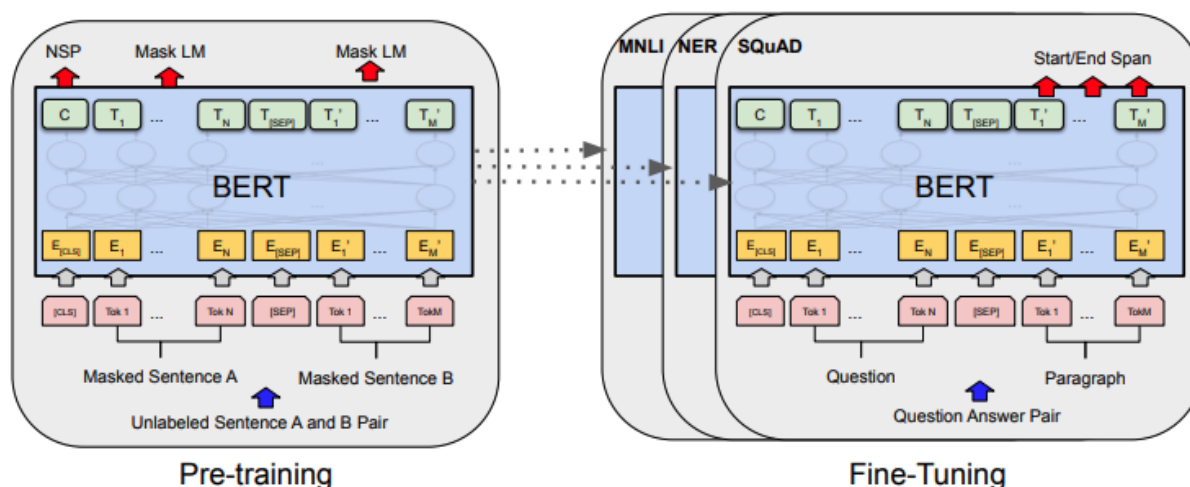 NSP Mask LM Mask LM
C T1 ... TN T[SEP] T1' ... TM'
BERT
E[CLS] E1 ... EN E[SEP] E1' ... EM'
[CLS] Tok 1 ... Tok N [SEP] Tok 1 ... TokM
Masked Sentence A Masked Sentence B
Unlabeled Sentence A and B Pair
Pre-training
MNLI NER SQuAD Start/End Span
C T1 ... TN T[SEP] T1' ... TM'
BERT
E[CLS] E1 ... EN E[SEP] E1' ... EM'
[CLS] Tok 1 ... Tok N [SEP] Tok 1 ... TokM
Question Paragraph
Question Answer Pair
Fine-Tuning